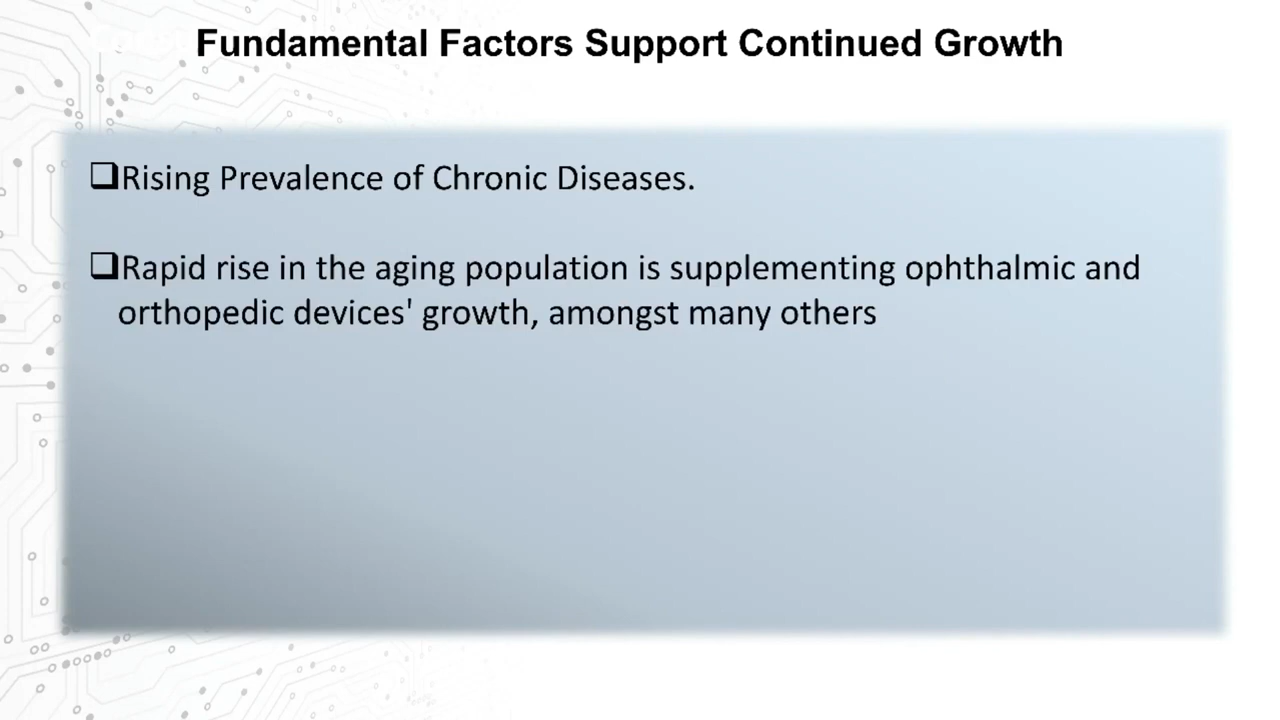 Fundamental Factors Support Continued Growth
❑Rising Prevalence of Chronic Diseases.
❑Rapid rise in the aging population is supplementing ophthalmic and
orthopedic devices' growth, amongst many others